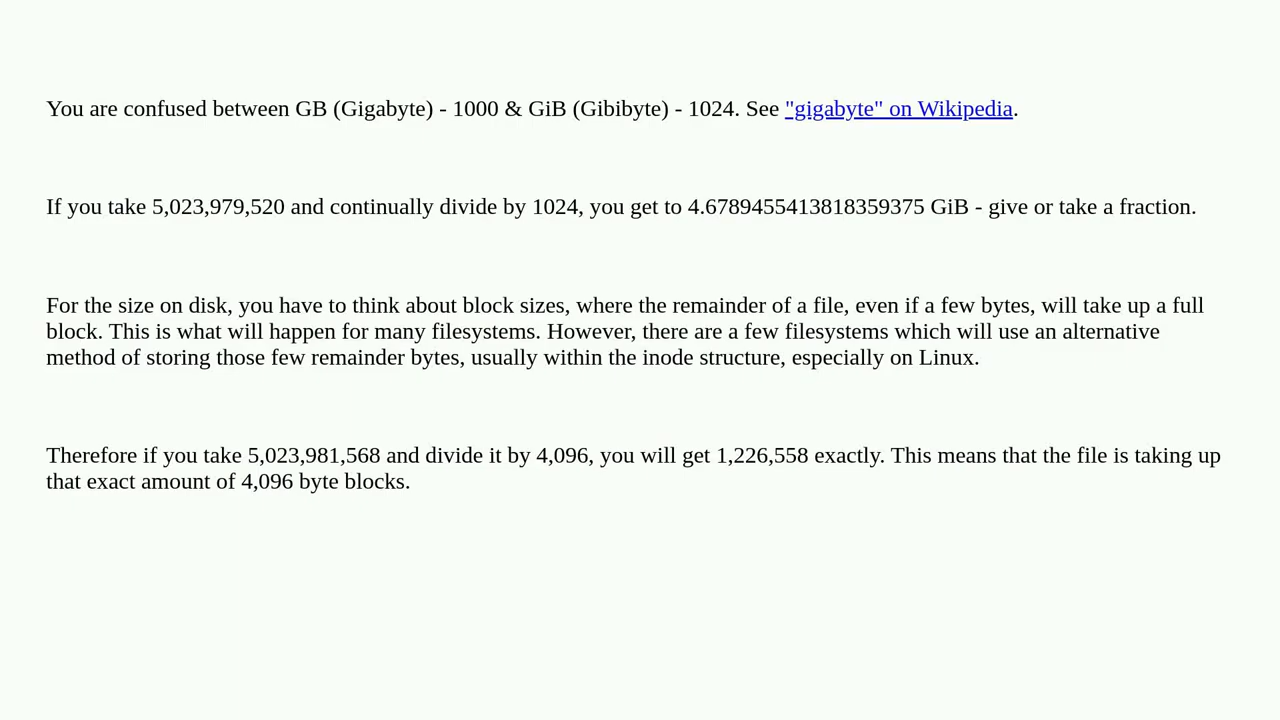 You are confused between GB (Gigabyte) - 1000 & GiB (Gibibyte) - 1024. See "gigabyte" on Wikipedia.
If you take 5,023,979,520 and continually divide by 1024, you get to 4.6789455413818359375 GiB - give or take a fraction.
For the size on disk, you have to think about block sizes, where the remainder of a file, even if a few bytes, will take up a full
block. This is what will happen for many filesystems. However, there are a few filesystems which will use an alternative
method of storing those few remainder bytes, usually within the inode structure, especially on Linux.
Therefore if you take 5,023,981,568 and divide it by 4,096, you will get 1,226,558 exactly. This means that the file is taking up
that exact amount of 4,096 byte blocks.